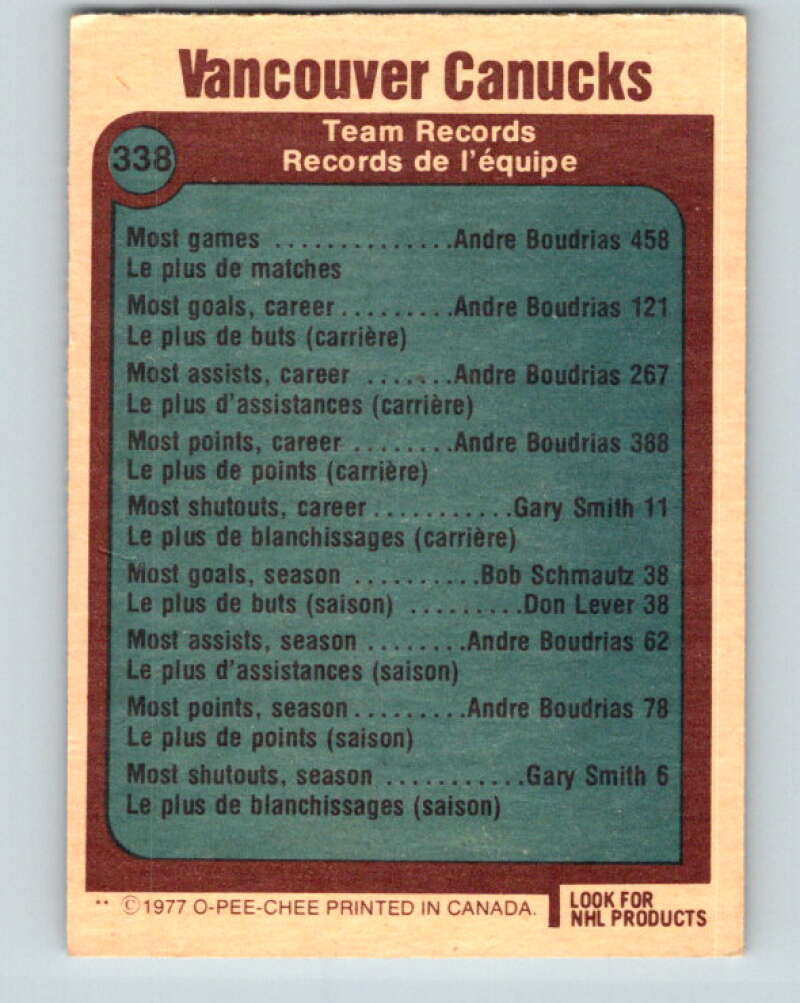 Vancouver Canucks
338
Team Records
Records de l'équipe
Most games ..............Andre Boudrias 458
Le plus de matches
Most goals, career.........Andre Boudrias 121
Le plus de buts (carrière)
Most assists, career .......Andre Boudrias 267
Le plus d'assistances (carrière)
Most points, career ........Andre Boudrias 388
Le plus de points (carrière)
Most shutouts, career...........Gary Smith 11
Le plus de blanchissages (carrière)
Most goals, season ..........Bob Schmautz 38
Le plus de buts (saison) .........Don Lever 38
Most assists, season ........Andre Boudrias 62
Le plus d'assistances (saison)
Most points, season.........Andre Boudrias 78
Le plus de points (saison)
Most shutouts, season ...........Gary Smith 6
Le plus de blanchissages (saison)
** ©1977 O-PEE-CHEE PRINTED IN CANADA.
LOOK FOR
NHL PRODUCTS